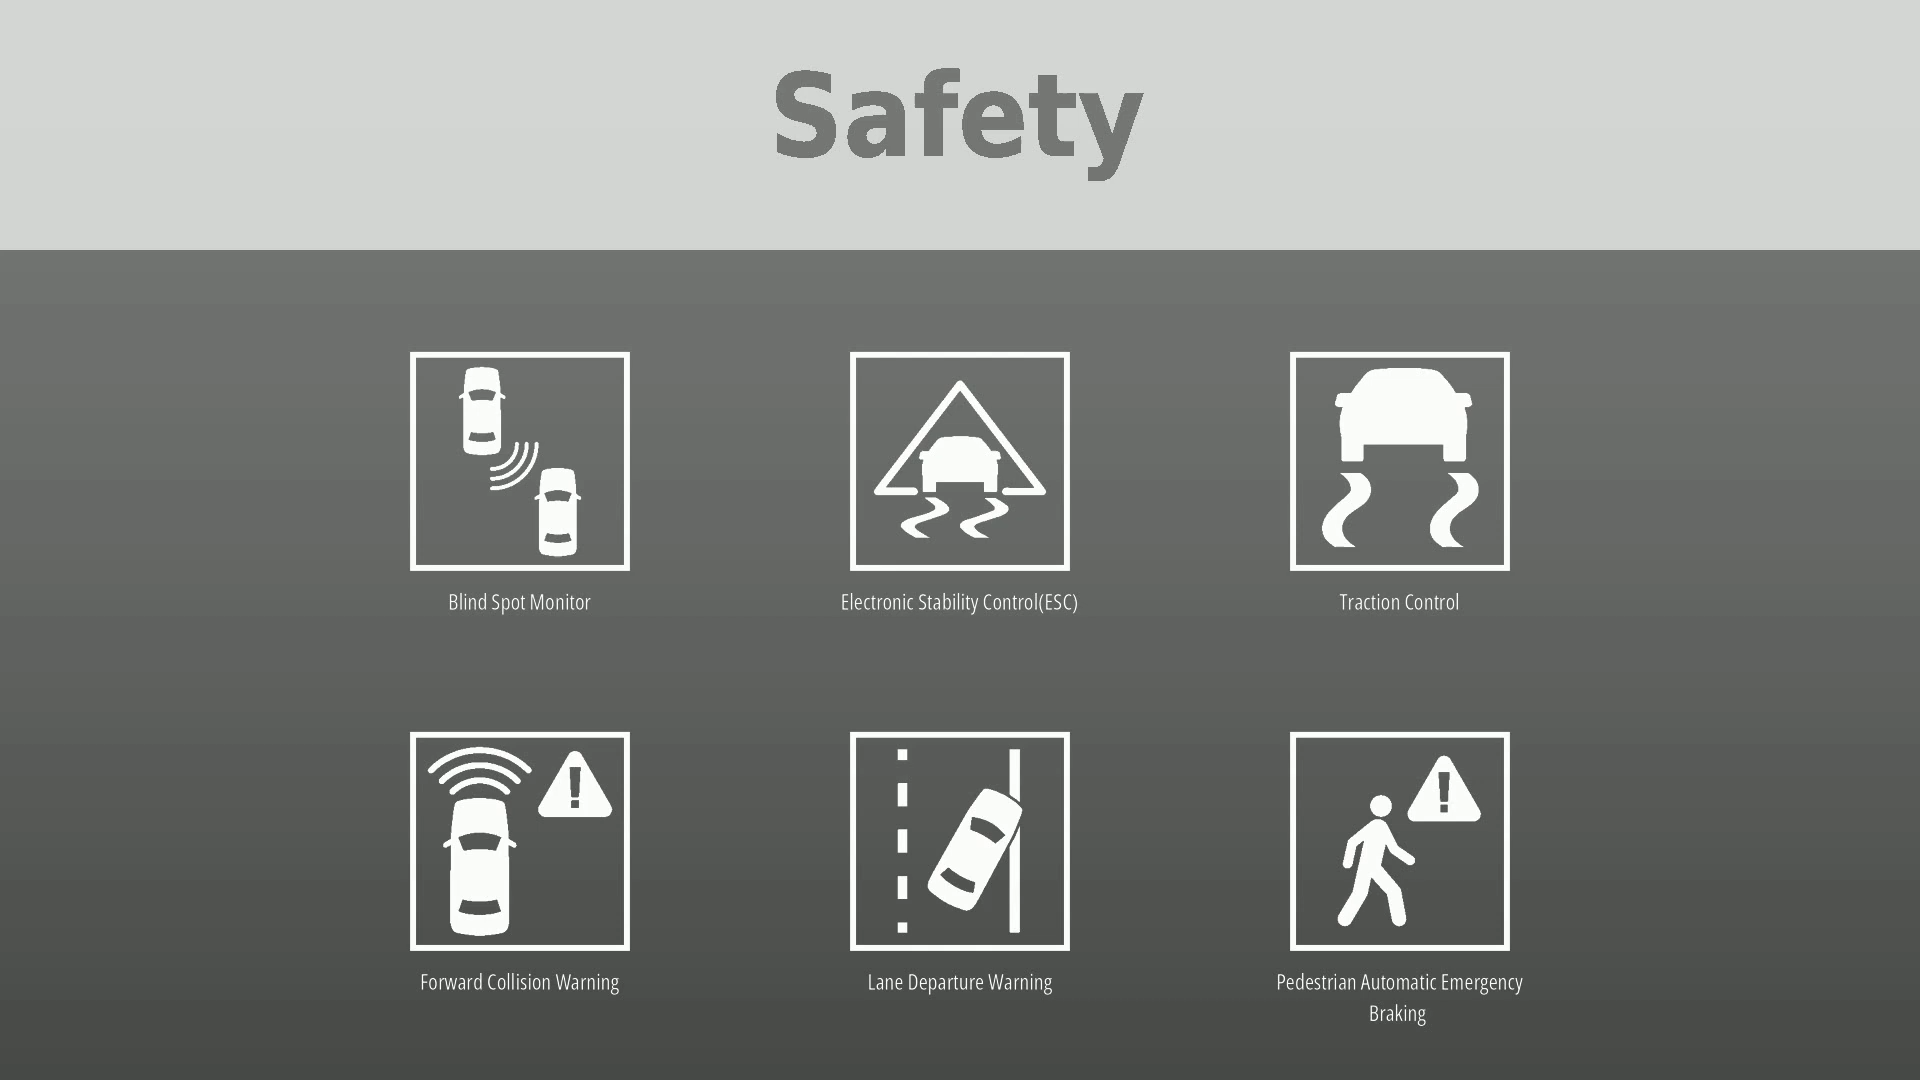 Safety
Blind Spot Monitor
Electronic Stability Control(ESC)
Traction Control
Forward Collision Warning
Lane Departure Warning
Pedestrian Automatic Emergency
Braking